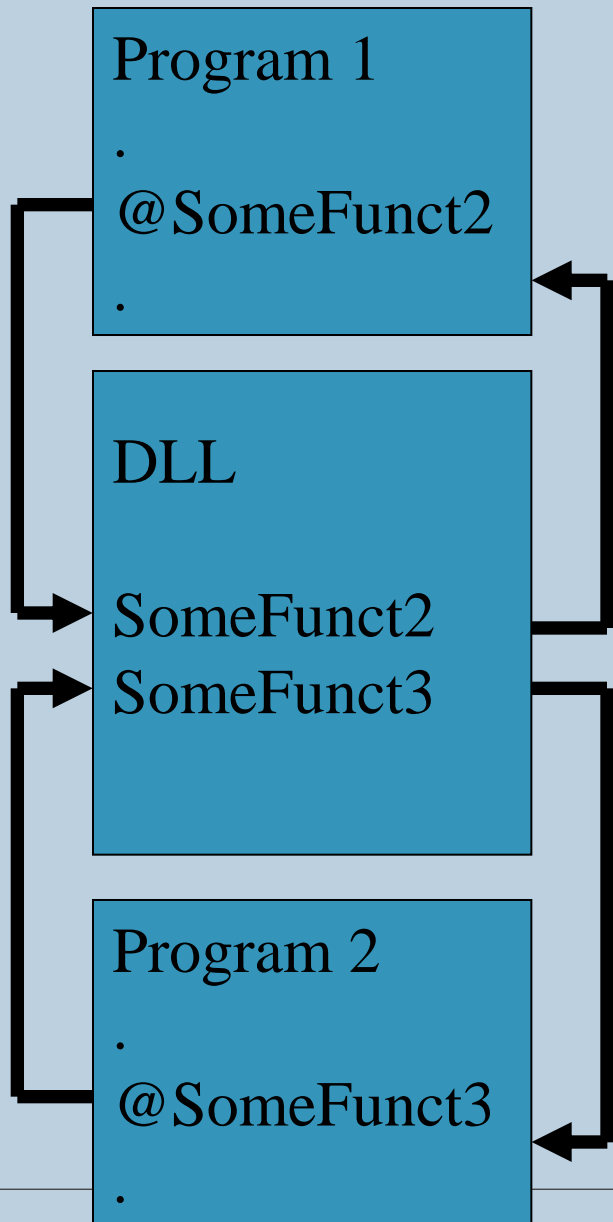 Program 1
.
@SomeFunct2
.
DLL
SomeFunct2
SomeFunct3
Program 2
.
@SomeFunct3
.